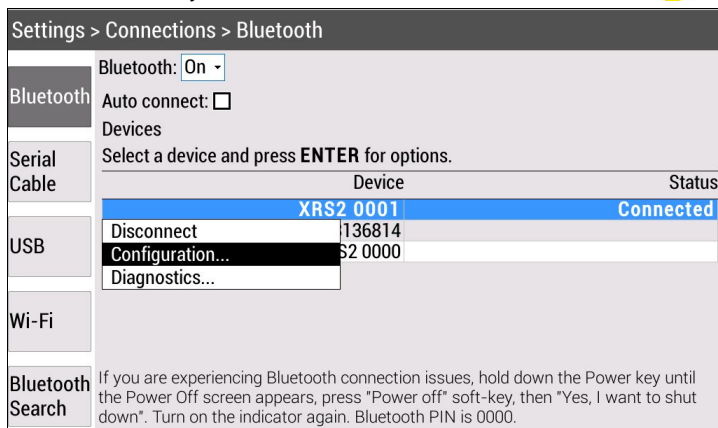 Settings > Connections > Bluetooth
Bluetooth: On
Bluetooth
Auto connect:
Devices
Serial Cable
Select a device and press ENTER for options.
Device Status
XRS2 0001 Connected
Disconnect
136814
Configuration...
S2 0000
Diagnostics...
USB
Wi-Fi
Bluetooth Search
If you are experiencing Bluetooth connection issues, hold down the Power key until
the Power Off screen appears, press "Power off" soft-key, then "Yes, I want to shut
down". Turn on the indicator again. Bluetooth PIN is 0000.